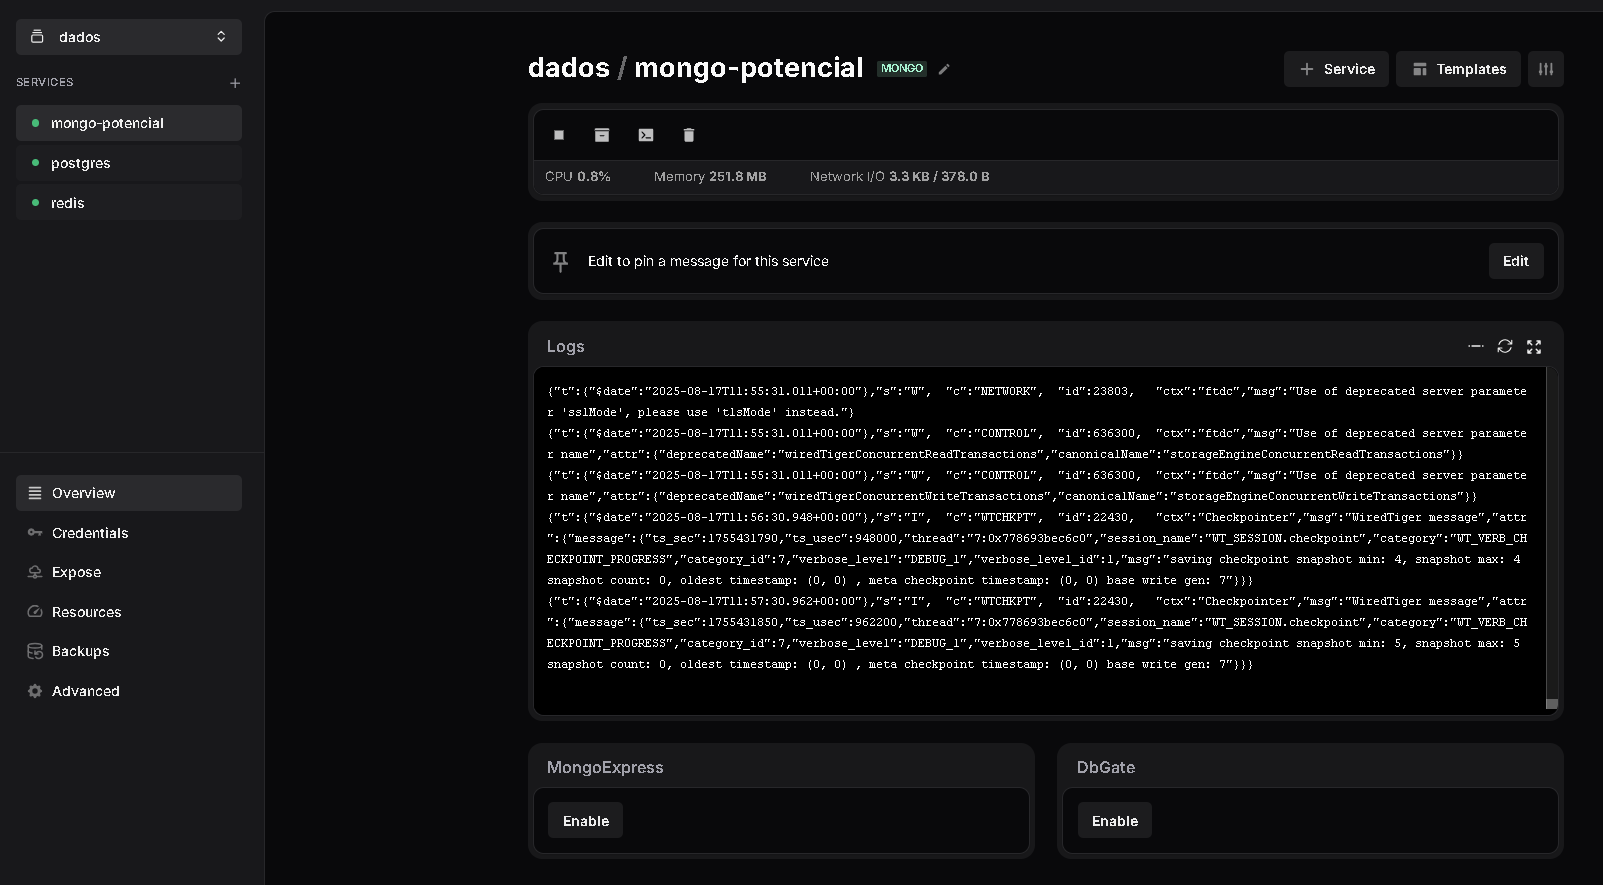 dados
SERVICES
mongo-potencial
postgres
redis
Overview
Credentials
Expose
Resources
Backups
Advanced
dados / mongo-potencial MONGO
Service
Templates
CPU 0.8% Memory 251.8 MB Network I/O 3.3 KB / 378.0 B
Edit to pin a message for this service
Edit
Logs
{"t":{"$date":"2025-08-17T11:55:31.011+00:00"},"s":"W", "c":"NETWORK", "id":23803, "ctx":"ftdc","msg":"Use of deprecated server paramete
r 'sslMode', please use 'tlsMode' instead."}
{"t":{"$date":"2025-08-17T11:55:31.011+00:00"},"s":"W", "c":"CONTROL", "id":636300, "ctx":"ftdc","msg":"Use of deprecated server paramete
r name","attr":{"deprecatedName":"wiredTigerConcurrentReadTransactions","canonicalName":"storageEngineConcurrentReadTransactions"}}
{"t":{"$date":"2025-08-17T11:55:31.011+00:00"},"s":"W", "c":"CONTROL", "id":636300, "ctx":"ftdc","msg":"Use of deprecated server paramete
r name","attr":{"deprecatedName":"wiredTigerConcurrentWriteTransactions","canonicalName":"storageEngineConcurrentWriteTransactions"}}
{"t":{"$date":"2025-08-17T11:56:30.948+00:00"},"s":"I", "c":"WTCHKPT", "id":22430, "ctx":"Checkpointer","msg":"WiredTiger message","attr
":{"message":{"ts_sec":1755431790,"ts_usec":948000,"thread":"7:0x778693bec6c0","session_name":"WT_SESSION.checkpoint","category":"WT_VERB_CH
ECKPOINT_PROGRESS","category_id":7,"verbose_level":"DEBUG_1","verbose_level_id":1,"msg":"saving checkpoint snapshot min: 4, snapshot max: 4
snapshot count: 0, oldest timestamp: (0, 0) , meta checkpoint timestamp: (0, 0) base write gen: 7"}}}
{"t":{"$date":"2025-08-17T11:57:30.962+00:00"},"s":"I", "c":"WTCHKPT", "id":22430, "ctx":"Checkpointer","msg":"WiredTiger message","attr
":{"message":{"ts_sec":1755431850,"ts_usec":962200,"thread":"7:0x778693bec6c0","session_name":"WT_SESSION.checkpoint","category":"WT_VERB_CH
ECKPOINT_PROGRESS","category_id":7,"verbose_level":"DEBUG_1","verbose_level_id":1,"msg":"saving checkpoint snapshot min: 5, snapshot max: 5
snapshot count: 0, oldest timestamp: (0, 0) , meta checkpoint timestamp: (0, 0) base write gen: 7"}}}
MongoExpress
Enable
DbGate
Enable